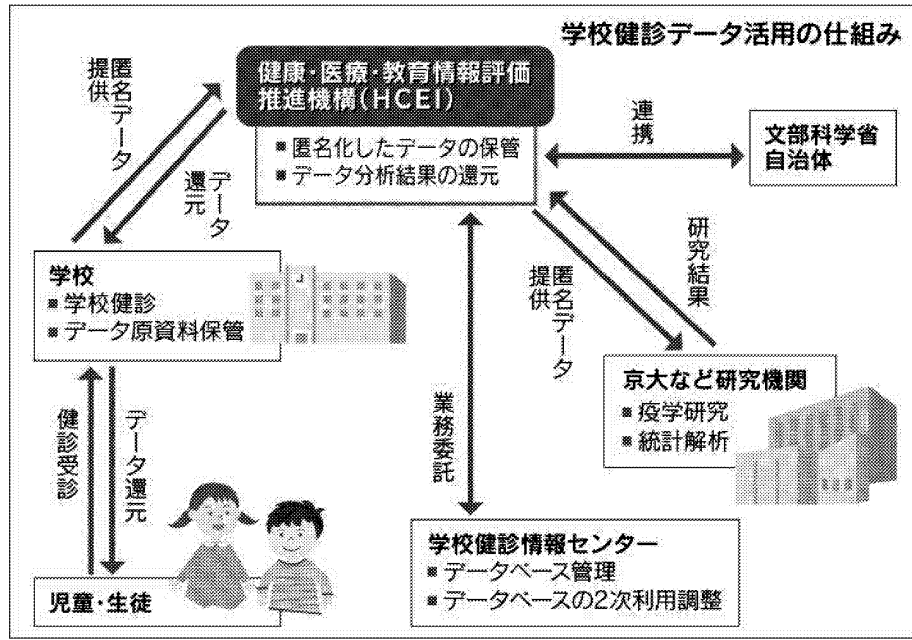 学校健診データ活用の仕組み
健康・医療・教育情報評価
推進機構(HCEI)
■匿名化したデータの保管
■データ分析結果の還元
匿名データ
提供
データ
還元
連携
文部科学省
自治体
学校
■学校健診
■データ原資料保管
匿名データ
提供
研究結果
京大など研究機関
■疫学研究
■統計解析
健診受診
データ還元
業務委託
児童・生徒
学校健診情報センター
■データベース管理
■データベースの2次利用調整